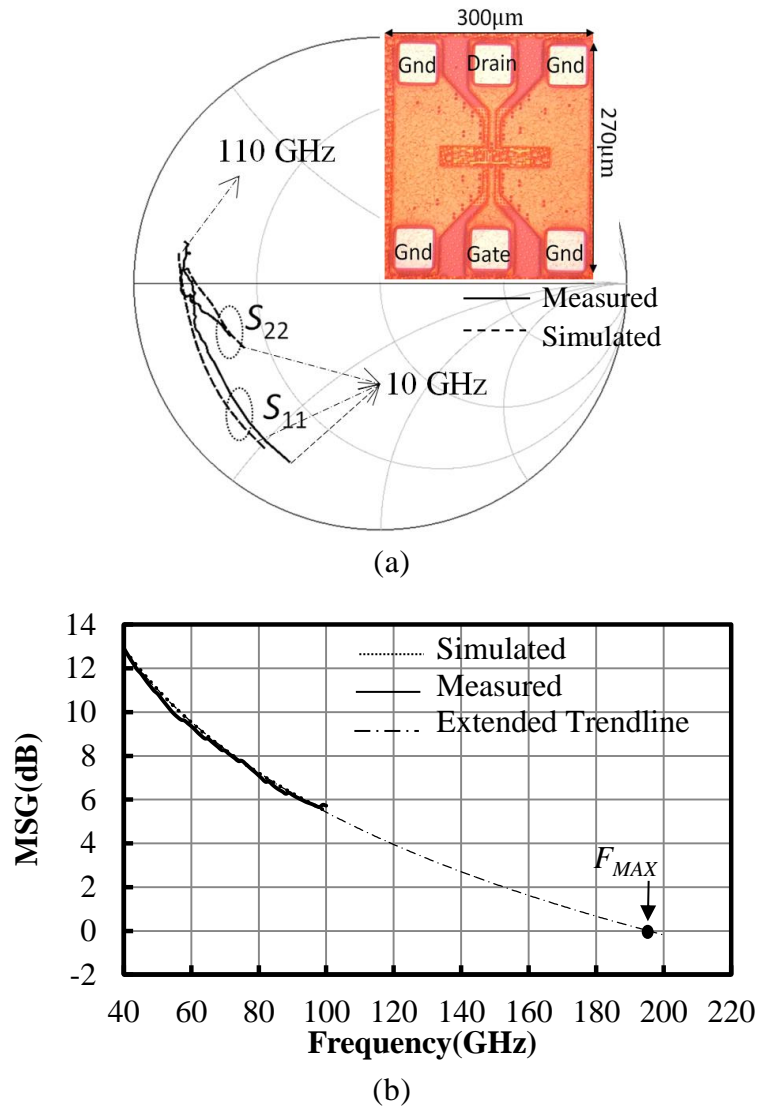 300μm
Gnd Drain Gnd
270μm
110 GHz
Gnd Gate Gnd
Measured
Simulated
S22
10 GHz
S11
(a)
14
12
10
8
6
4
2
0
-2
MSG(dB)
Simulated
Measured
Extended Trendline
FMAX
40 60 80 100 120 140 160 180 200 220
Frequency(GHz)
(b)